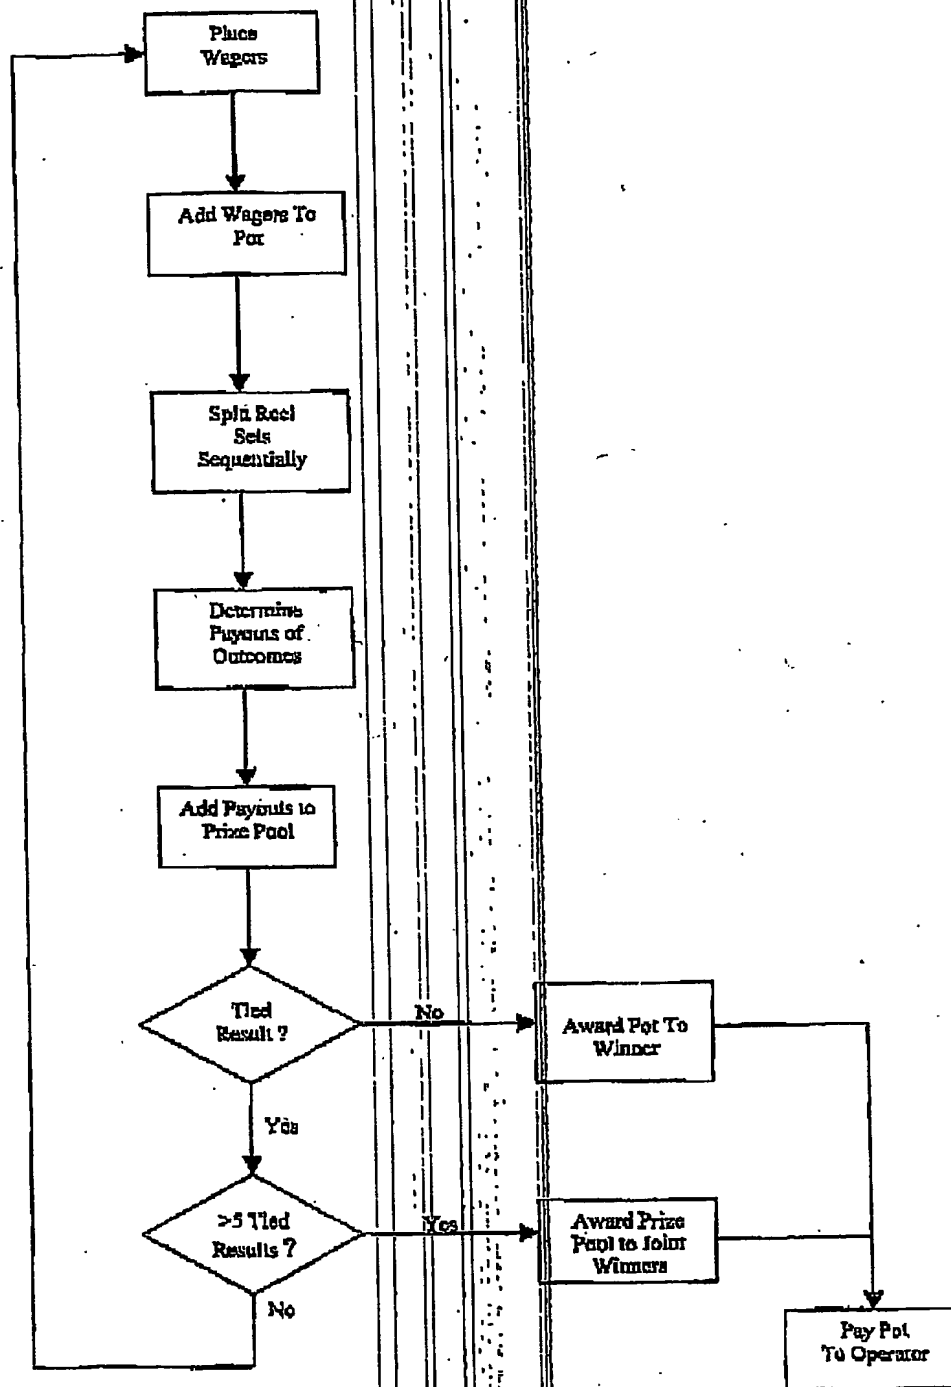 Place
Wagers
Add Wagers To
Pot
Split Reel
Sets
Sequentially
Determine
Payouts of
Outcomes
Add Payouts to
Prize Pool
Tied
Result ?
No
Award Pot To
Winner
Yes
>5 Tied
Results ?
Yes
Award Prize
Pool to Joint
Winners
No
Pay Pot
To Operator